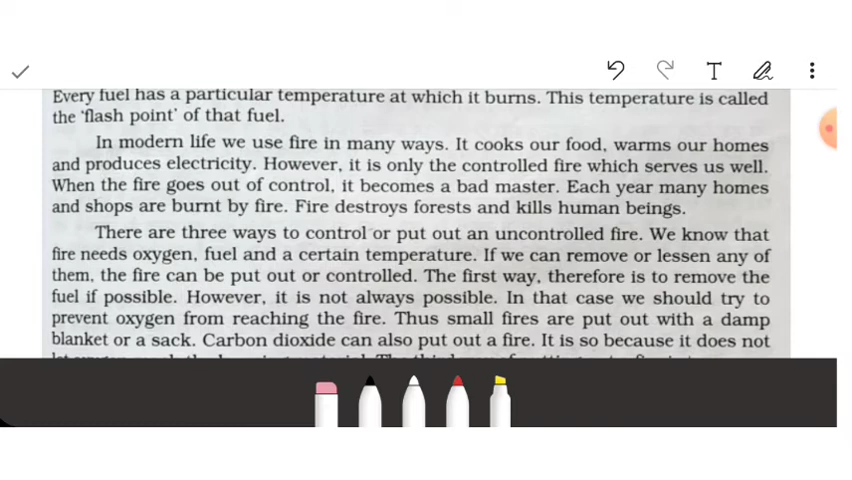 Every fuel has a particular temperature at which it burns. This temperature is called
the ‘flash point’ of that fuel.
In modern life we use fire in many ways. It cooks our food, warms our homes
and produces electricity. However, it is only the controlled fire which serves us well.
When the fire goes out of control, it becomes a bad master. Each year many homes
and shops are burnt by fire. Fire destroys forests and kills human beings.
There are three ways to control or put out an uncontrolled fire. We know that
fire needs oxygen, fuel and a certain temperature. If we can remove or lessen any of
them, the fire can be put out or controlled. The first way, therefore is to remove the
fuel if possible. However, it is not always possible. In that case we should try to
prevent oxygen from reaching the fire. Thus small fires are put out with a damp
blanket or a sack. Carbon dioxide can also put out a fire. It is so because it does not